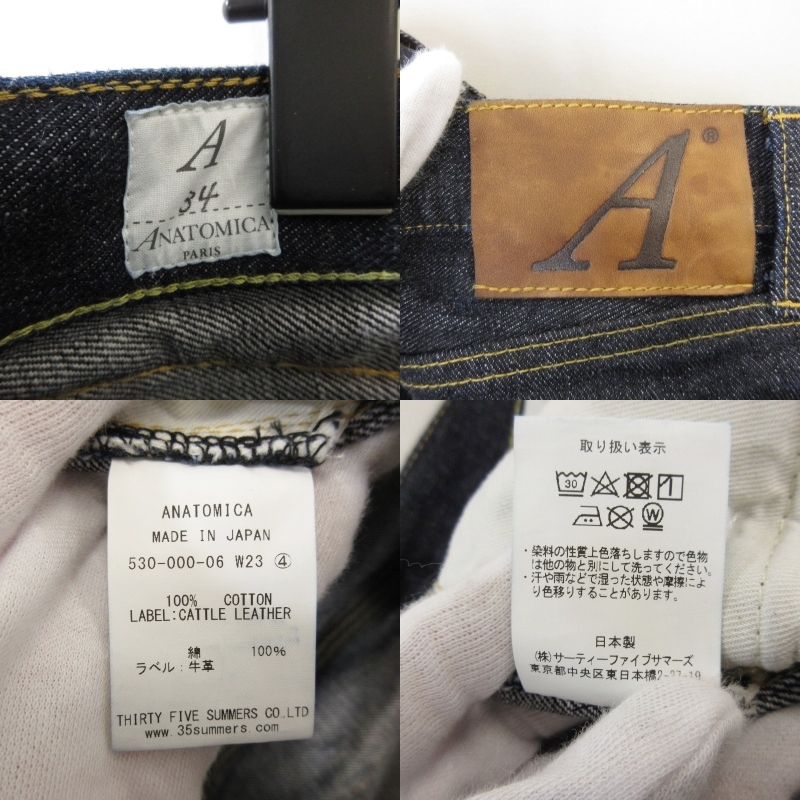 A
34
ANATOMICA
PARIS
A®
ANATOMICA
MADE IN JAPAN
530-000-06 W23 ④
100% COTTON
LABEL:CATTLE LEATHER
綿 100%
ラベル:牛革
THIRTY FIVE SUMMERS CO.LTD
www.35summers.com
取り扱い表示
30
W
・染料の性質上色落ちしますので色物
は他の物と別にして洗ってください。
・汗や雨などで湿った状態や摩擦によ
り色移りすることがあります。
日本製
(株)サーティーファイブサマーズ
東京都中央区東日本橋2-27-19